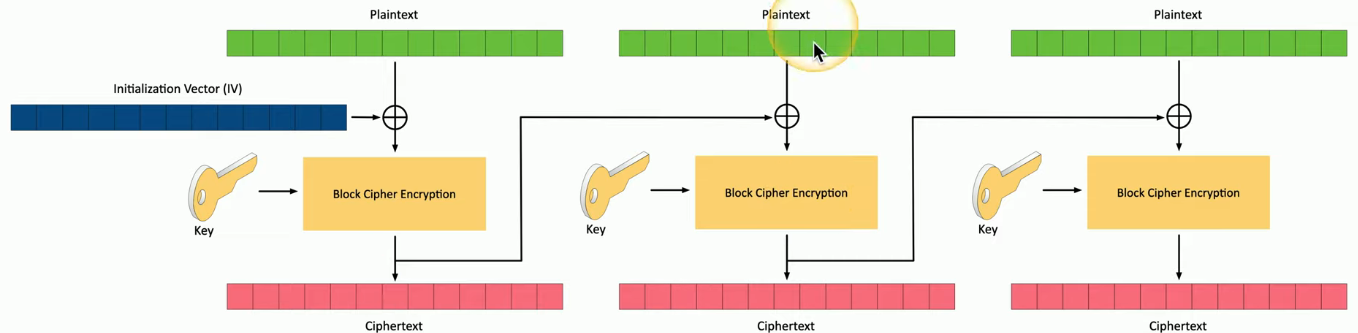 Plaintext
Plaintext
Plaintext
Initialization Vector (IV)
Block Cipher Encryption
Block Cipher Encryption
Block Cipher Encryption
Key
Key
Key
Ciphertext
Ciphertext
Ciphertext